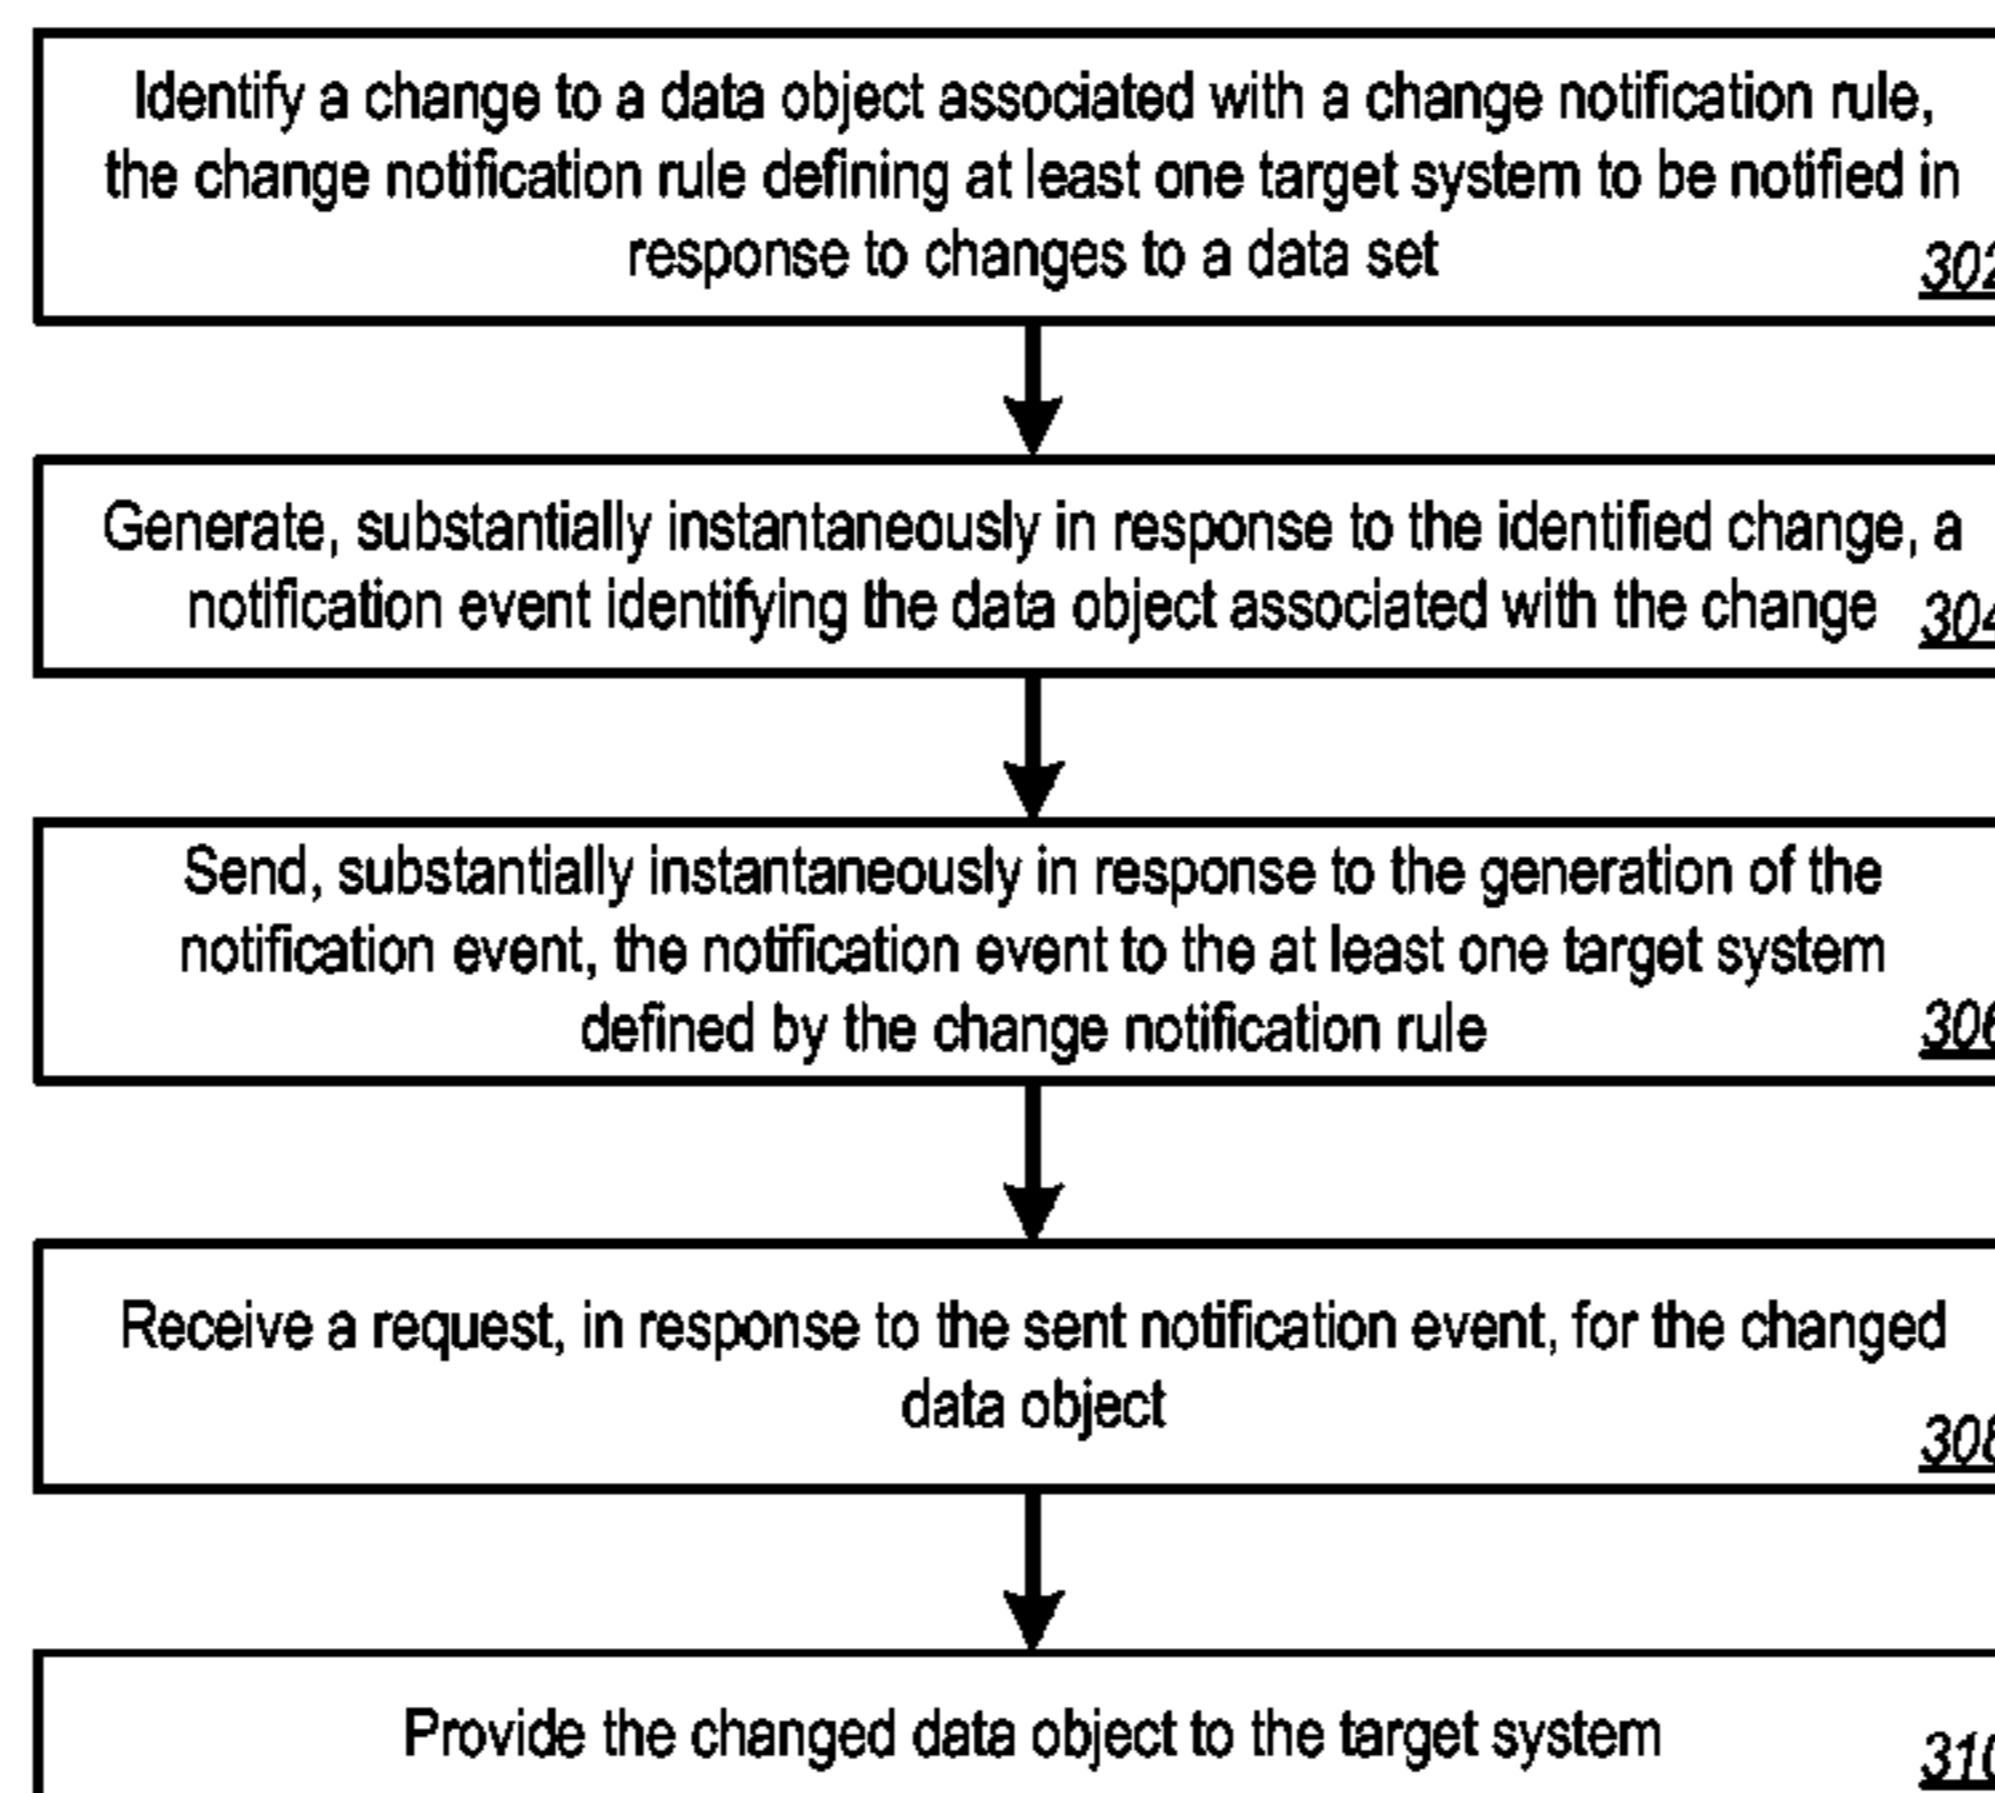 Identify a change to a data object associated with a change notification rule,
the change notification rule defining at least one target system to be notified in
response to changes to a data set
302
Generate, substantially instantaneously in response to the identified change, a
notification event identifying the data object associated with the change
304
Send, substantially instantaneously in response to the generation of the
notification event, the notification event to the at least one target system
defined by the change notification rule
306
Receive a request, in response to the sent notification event, for the changed
data object
308
Provide the changed data object to the target system
310